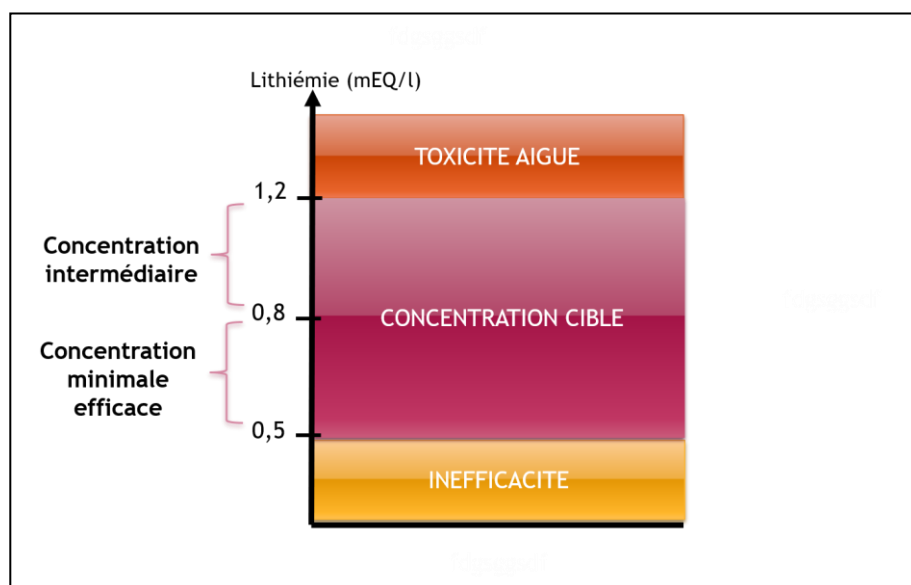 Lithiémie (mEQ/l)
TOXICITE AIGUE
1,2
Concentration
intermédiaire
0,8
CONCENTRATION CIBLE
Concentration
minimale
efficace
0,5
INEFFICACITE